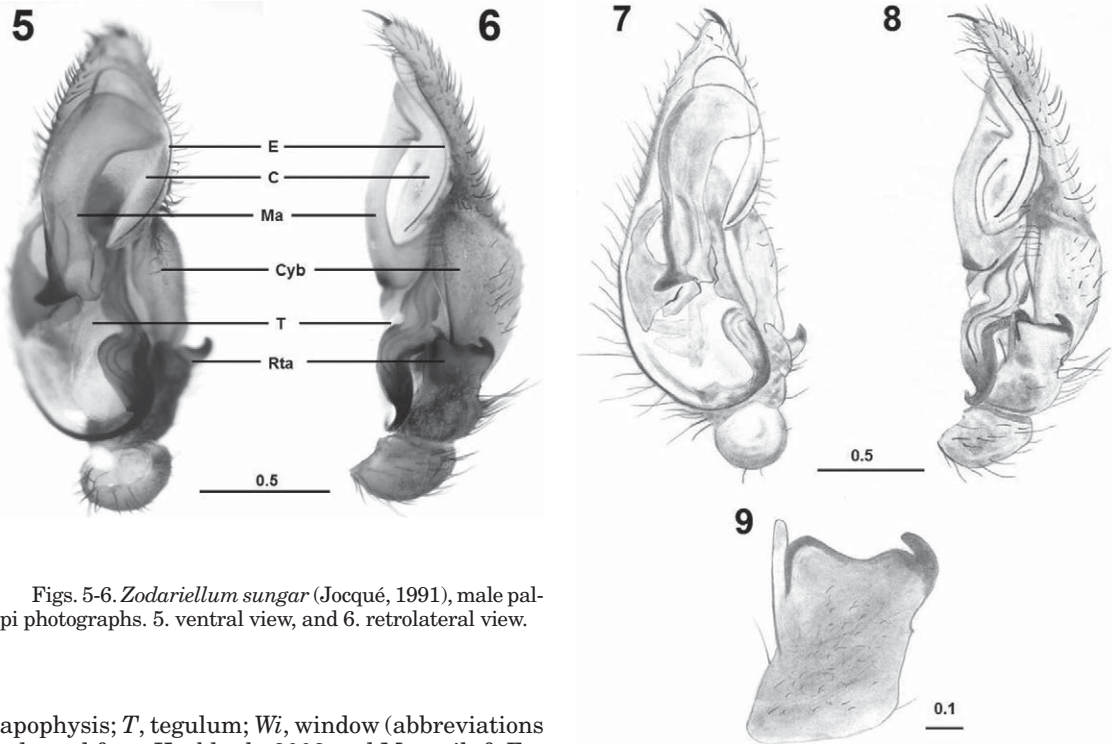 5
6
E
C
Ma
Cyb
T
Rta
0.5
Figs. 5-6. Zodariellum sungar (Jocqué, 1991), male pal-
pi photographs. 5. ventral view, and 6. retrolateral view.
apophysis; T, tegulum; Wi, window (abbreviations
7
8
0.5
9
0.1